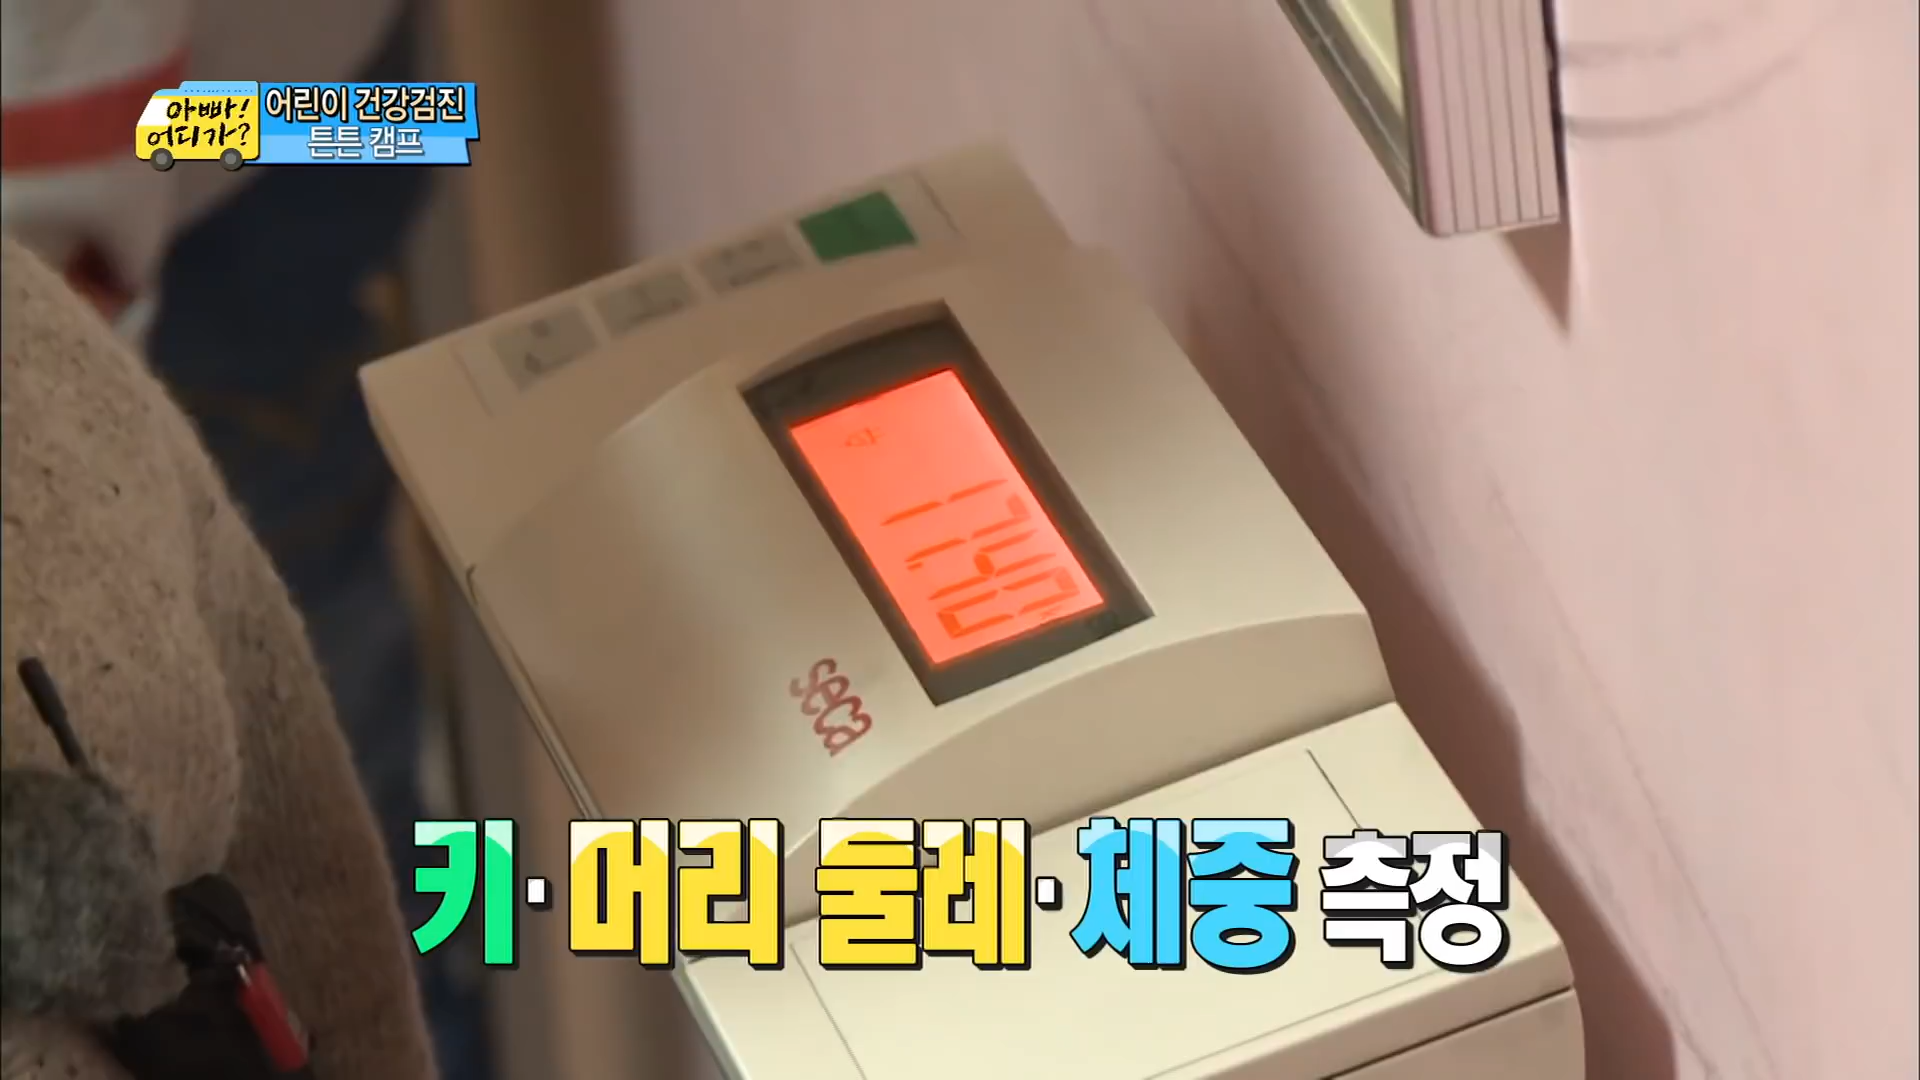 아빠!
어디가?
어린이 건강검진
튼튼 캠프
seca
키·머리 둘레·체중 측정